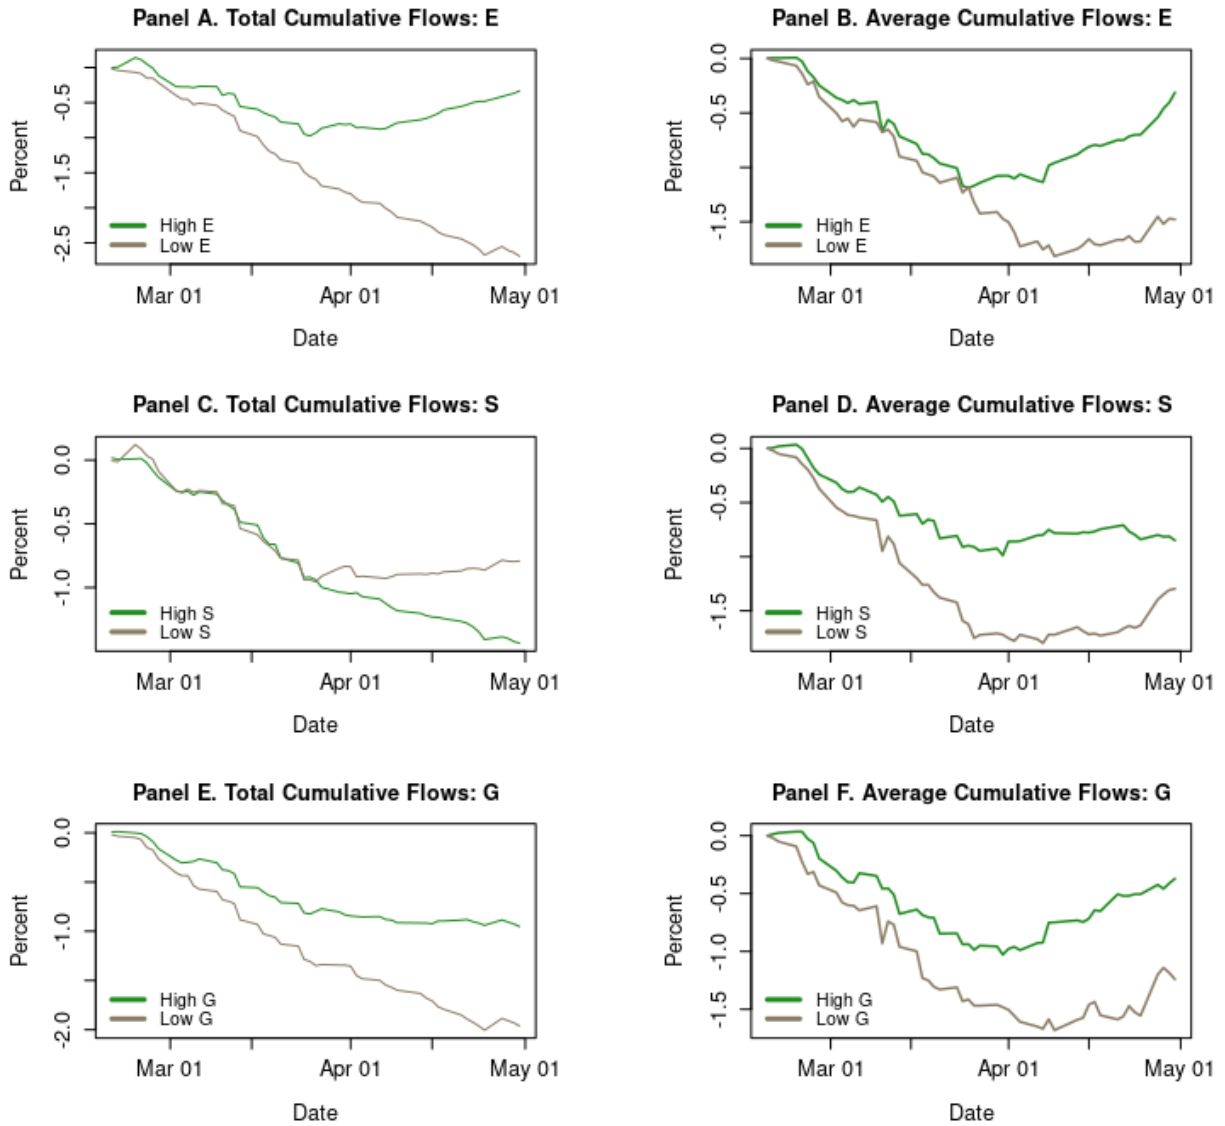 Panel A. Total Cumulative Flows: E
Percent
-0.5
-1.5
-2.5
High E
Low E
Mar 01
Apr 01
May 01
Date
Panel B. Average Cumulative Flows: E
Percent
0.0
-0.5
-1.5
High E
Low E
Mar 01
Apr 01
May 01
Date
Panel C. Total Cumulative Flows: S
Percent
0.0
-0.5
-1.0
High S
Low S
Mar 01
Apr 01
May 01
Date
Panel D. Average Cumulative Flows: S
Percent
0.0
-0.5
-1.5
High S
Low S
Mar 01
Apr 01
May 01
Date
Panel E. Total Cumulative Flows: G
Percent
0.0
-1.0
-2.0
High G
Low G
Mar 01
Apr 01
May 01
Date
Panel F. Average Cumulative Flows: G
Percent
0.0
-0.5
-1.0
-1.5
High G
Low G
Mar 01
Apr 01
May 01
Date